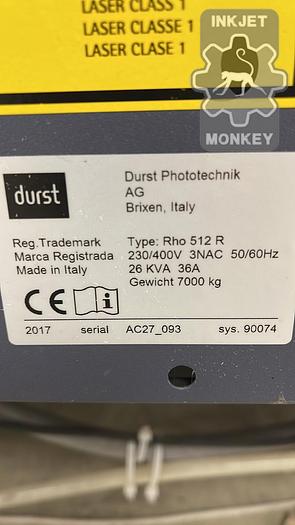 LASER CLASS 1
LASER CLASSE 1
LASER CLASE 1
INKJET
MONKEY
durst
Durst Phototechnik
AG
Brixen, Italy
Reg.Trademark
Marca Registrada
Made in Italy
Type: Rho 512 R
230/400V 3NAC 50/60Hz
26 KVA 36A
Gewicht 7000 kg
CE i
2017 serial AC27_093 sys. 90074